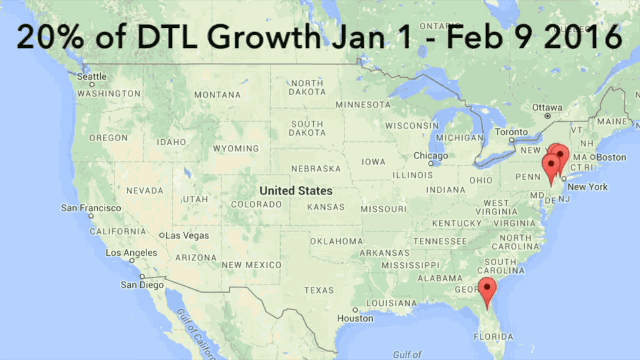 20% of DTL Growth Jan 1 - Feb 9 2016
ONTARIO
Seattle
WASHINGTON
MONTANA
NORTH
DAKOTA
MINNESOTA
Ottawa
MAINE
OREGON
IDAHO
WYOMING
SOUTH
DAKOTA
WISCONSIN
MICHIGAN
Toronto
VT
NH
NEW Y
MA
Boston
CT
RI
Chicago
IOWA
NEBRASKA
ILLINOIS
INDIANA
OHIO
PENN
New York
MD
DE
NJ
NEVADA
UTAH
COLORADO
United States
KANSAS
MISSOURI
WEST
VIRGINIA
KENTUCKY
VIRGINIA
San Francisco
CALIFORNIA
Las Vegas
Los Angeles
ARIZONA
NEW MEXICO
OKLAHOMA
ARKANSAS
TENNESSEE
NORTH
CAROLINA
San Diego
MISSISSIPPI
ALABAMA
SOUTH
CAROLINA
GEOR
TEXAS
LOUISIANA
Houston
FLORIDA
Gulf of
Californ
Gulf of